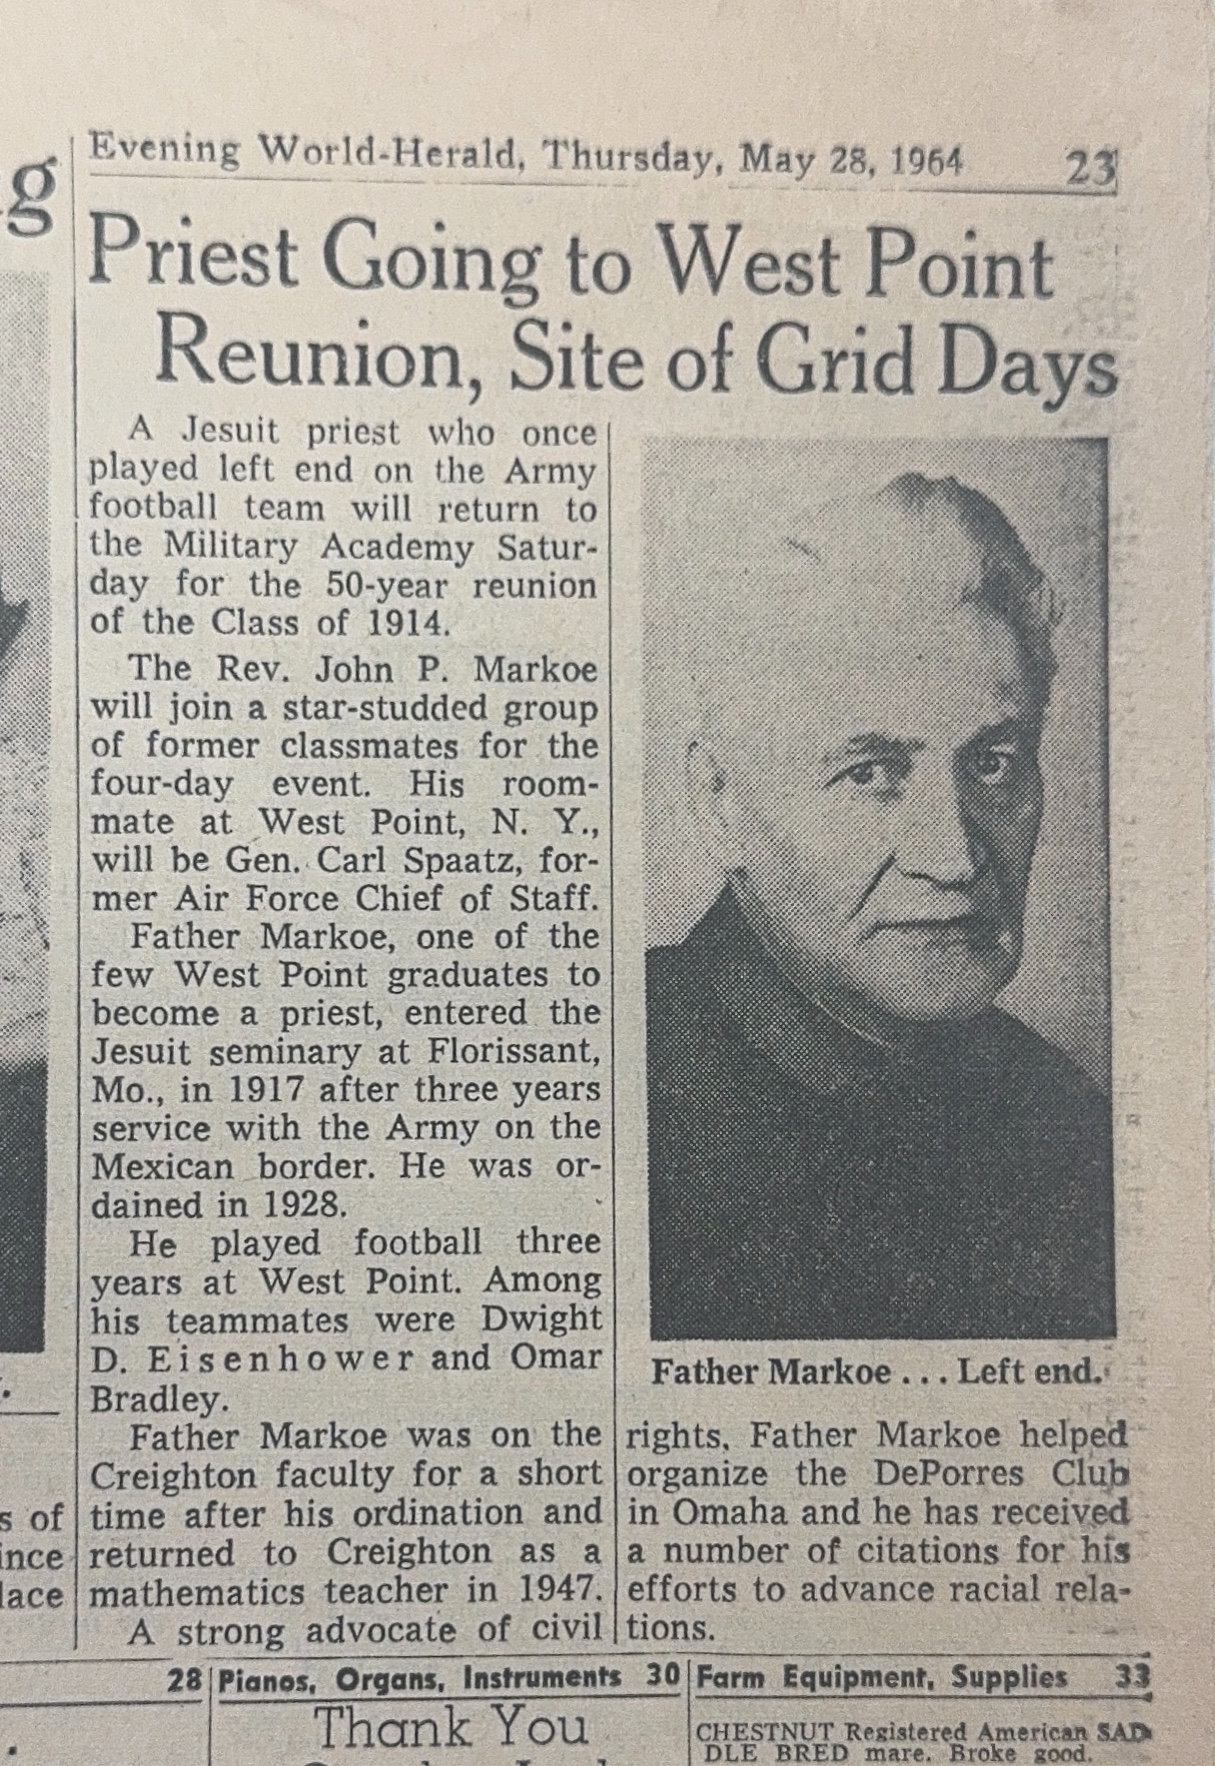 g
Evening World-Herald, Thursday, May 28, 1964 23
Priest Going to West Point
Reunion, Site of Grid Days
A Jesuit priest who once
played left end on the Army
football team will return to
the Military Academy Satur-
day for the 50-year reunion
of the Class of 1914.
The Rev. John P. Markoe
will join a star-studded group
of former classmates for the
four-day event. His room-
mate at West Point, N. Y.,
will be Gen. Carl Spaatz, for-
mer Air Force Chief of Staff.
Father Markoe, one of the
few West Point graduates to
become a priest, entered the
Jesuit seminary at Florissant,
Mo., in 1917 after three years
service with the Army on the
Mexican border. He was or-
dained in 1928.
He played football three
years at West Point. Among
his teammates were Dwight
D. Eisenhower and Omar
Bradley.
Father Markoe was on the
Creighton faculty for a short
time after his ordination and
returned to Creighton as a
mathematics teacher in 1947.
A strong advocate of civil
Father Markoe . . . Left end.
rights, Father Markoe helped
organize the DePorres Club
in Omaha and he has received
a number of citations for his
efforts to advance racial rela-
tions.
s of
ince
lace
28
Pianos, Organs, Instruments 30
Thank You
Farm Equipment, Supplies 33
CHESTNUT Registered American SAD
DLE BRED mare. Broke good.